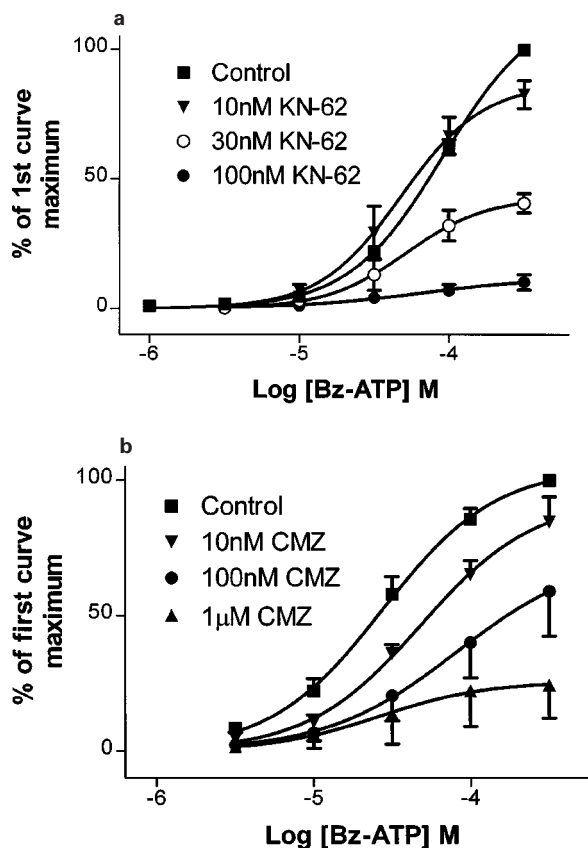 a
100
Control
10nM KN-62
30nM KN-62
100nM KN-62
50
0
% of 1st curve
maximum
-6
-5
-4
Log [Bz-ATP] M
b
100
Control
10nM CMZ
100nM CMZ
1µM CMZ
50
0
% of first curve
maximum
-6
-5
-4
Log [Bz-ATP] M